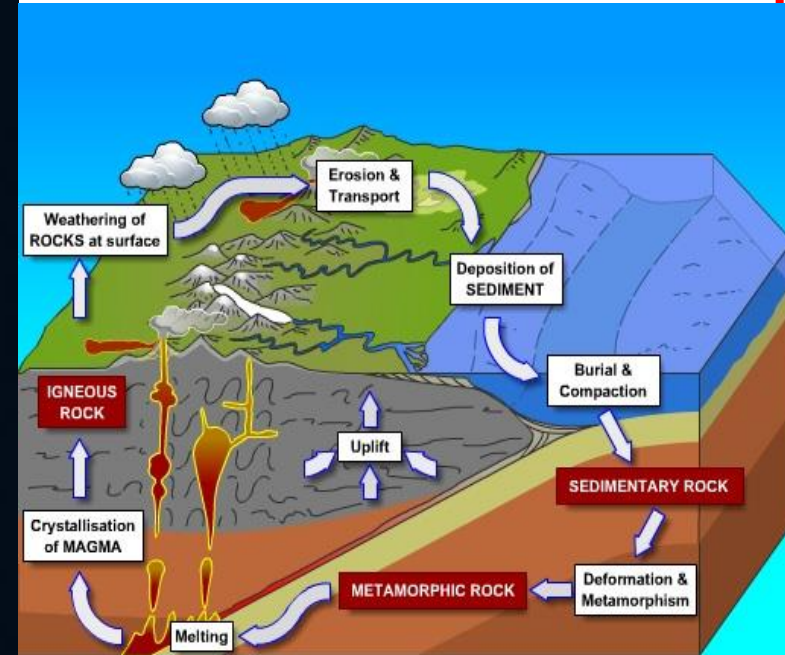 Erosion &
Transport
Weathering of
ROCKS at surface
Deposition of
SEDIMENT
Burial &
Compaction
IGNEOUS
ROCK
Uplift
SEDIMENTARY ROCK
Crystallisation
of MAGMA
Deformation &
Metamorphism
METAMORPHIC ROCK
Melting